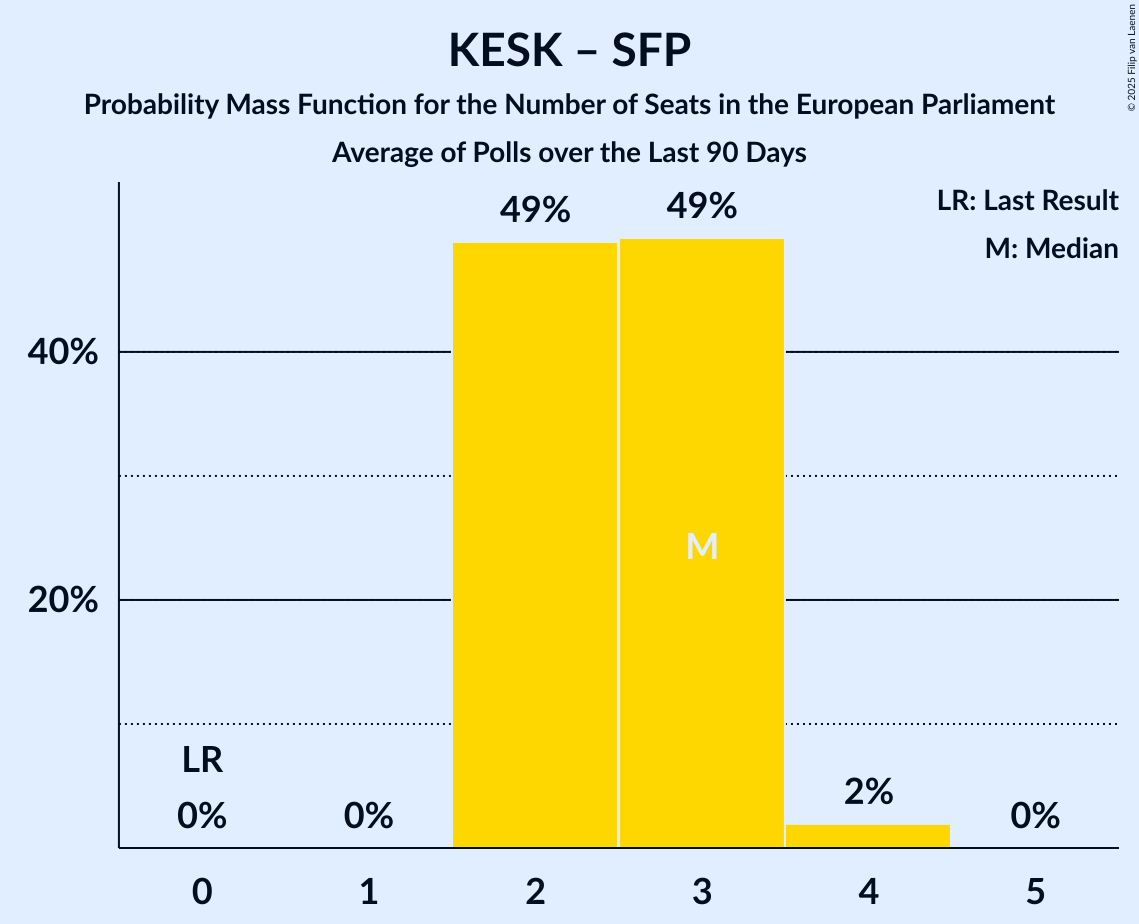 KESK – SFP
Probability Mass Function for the Number of Seats in the European Parliament
Average of Polls over the Last 90 Days
© 2025 Filip van Laenen
LR: Last Result
M: Median
49%
49%
40%
M
20%
LR
0%
0%
2%
0%
0
1
2
3
4
5